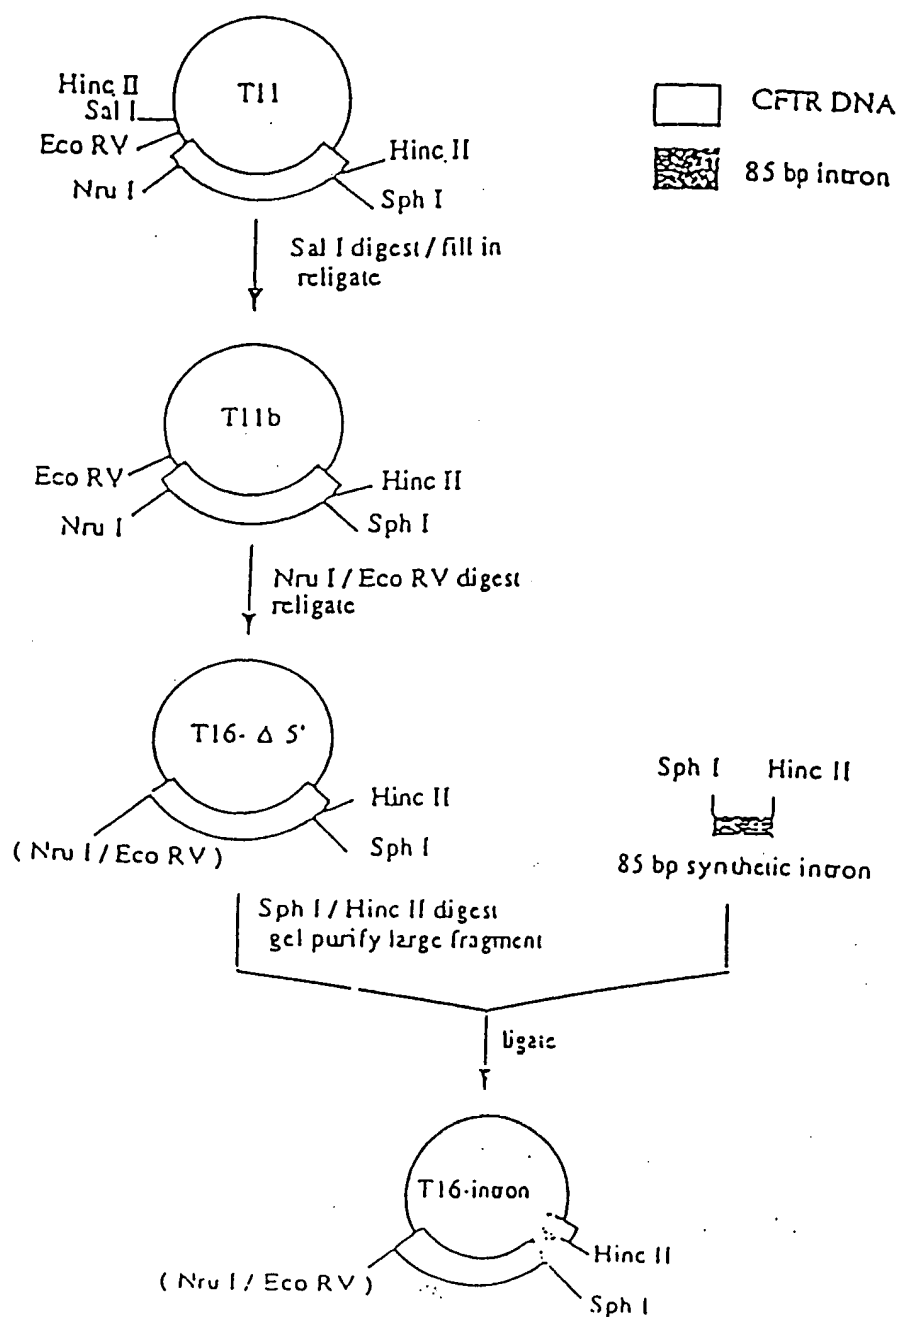 T11
Hinc II
Sal I
Eco RV
Nru I
Hinc II
Sph I
CFTR DNA
85 bp intron
Sal I digest / fill in
religate
T11b
Eco RV
Nru I
Hinc II
Sph I
Nru I / Eco RV digest
religate
T16- Δ 5'
Hinc II
Sph I
( Nru I / Eco RV )
Sph I Hinc II
85 bp synthetic intron
Sph I / Hinc II digest
gel purify large fragment
ligate
T16-intron
Hinc II
( Nru I / Eco RV )
Sph I